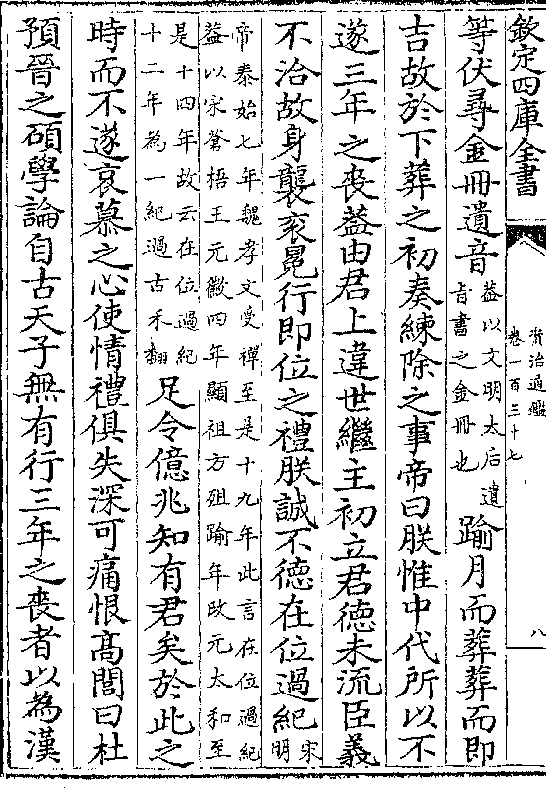 欽定四庫全書
資治通鑑
卷一百三十七
八
等伏尋金冊遺音
葢以文明太后遺
㫖書之金冊也
踰月而葬葬而即
吉故於下葬之初奏練除之事帝曰朕惟中代所以不
遂三年之喪葢由君上違世繼主初立君德未流臣義
不洽故身襲衮冕行即位之禮朕誠不德在位過紀
宋
明
帝泰始七年魏孝文受禪至是十九年此言在位過紀
葢以宋蒼梧王元徽四年顯祖方殂踰年改元太和至
是十四年故云在位過紀
十二年為一紀過古禾翻
足令億兆知有君矣於此之
時而不遂哀慕之心使情禮俱失深可痛恨髙閭曰杜
預晉之碩學論自古天子無有行三年之喪者以為漢